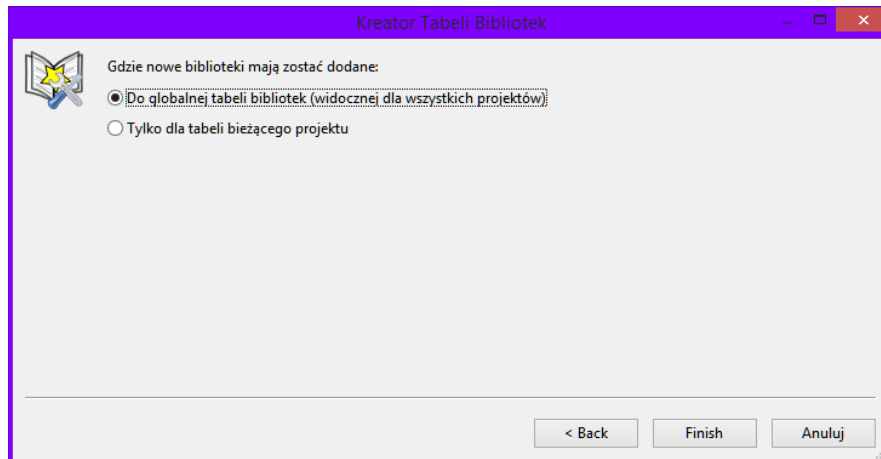 Kreator Tabeli Bibliotek
Gdzie nowe biblioteki mają zostać dodane:
Do globalnej tabeli bibliotek (widocznej dla wszystkich projektów)
Tylko dla tabeli bieżącego projektu
< Back Finish Anuluj